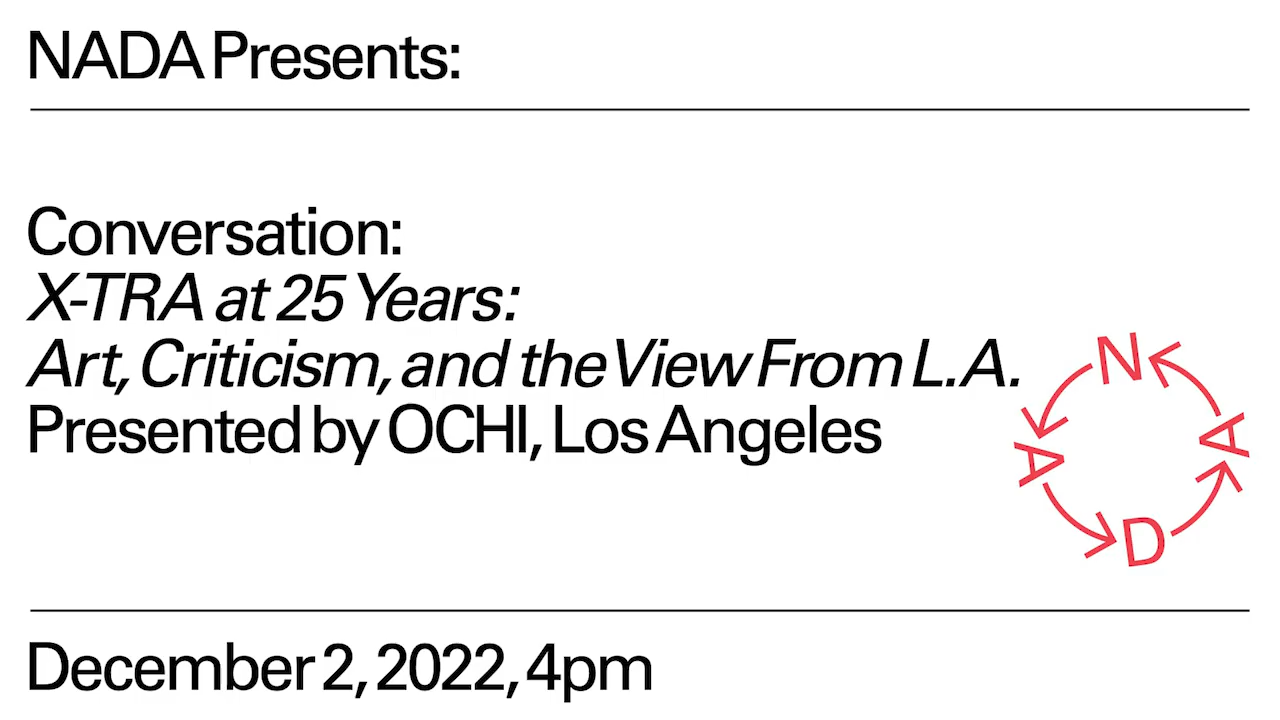 NADA Presents:
Conversation:
X-TRA at 25 Years:
Art, Criticism, and the View From L.A.
Presented by OCHI, Los Angeles
N
A
D
A
December 2, 2022, 4pm